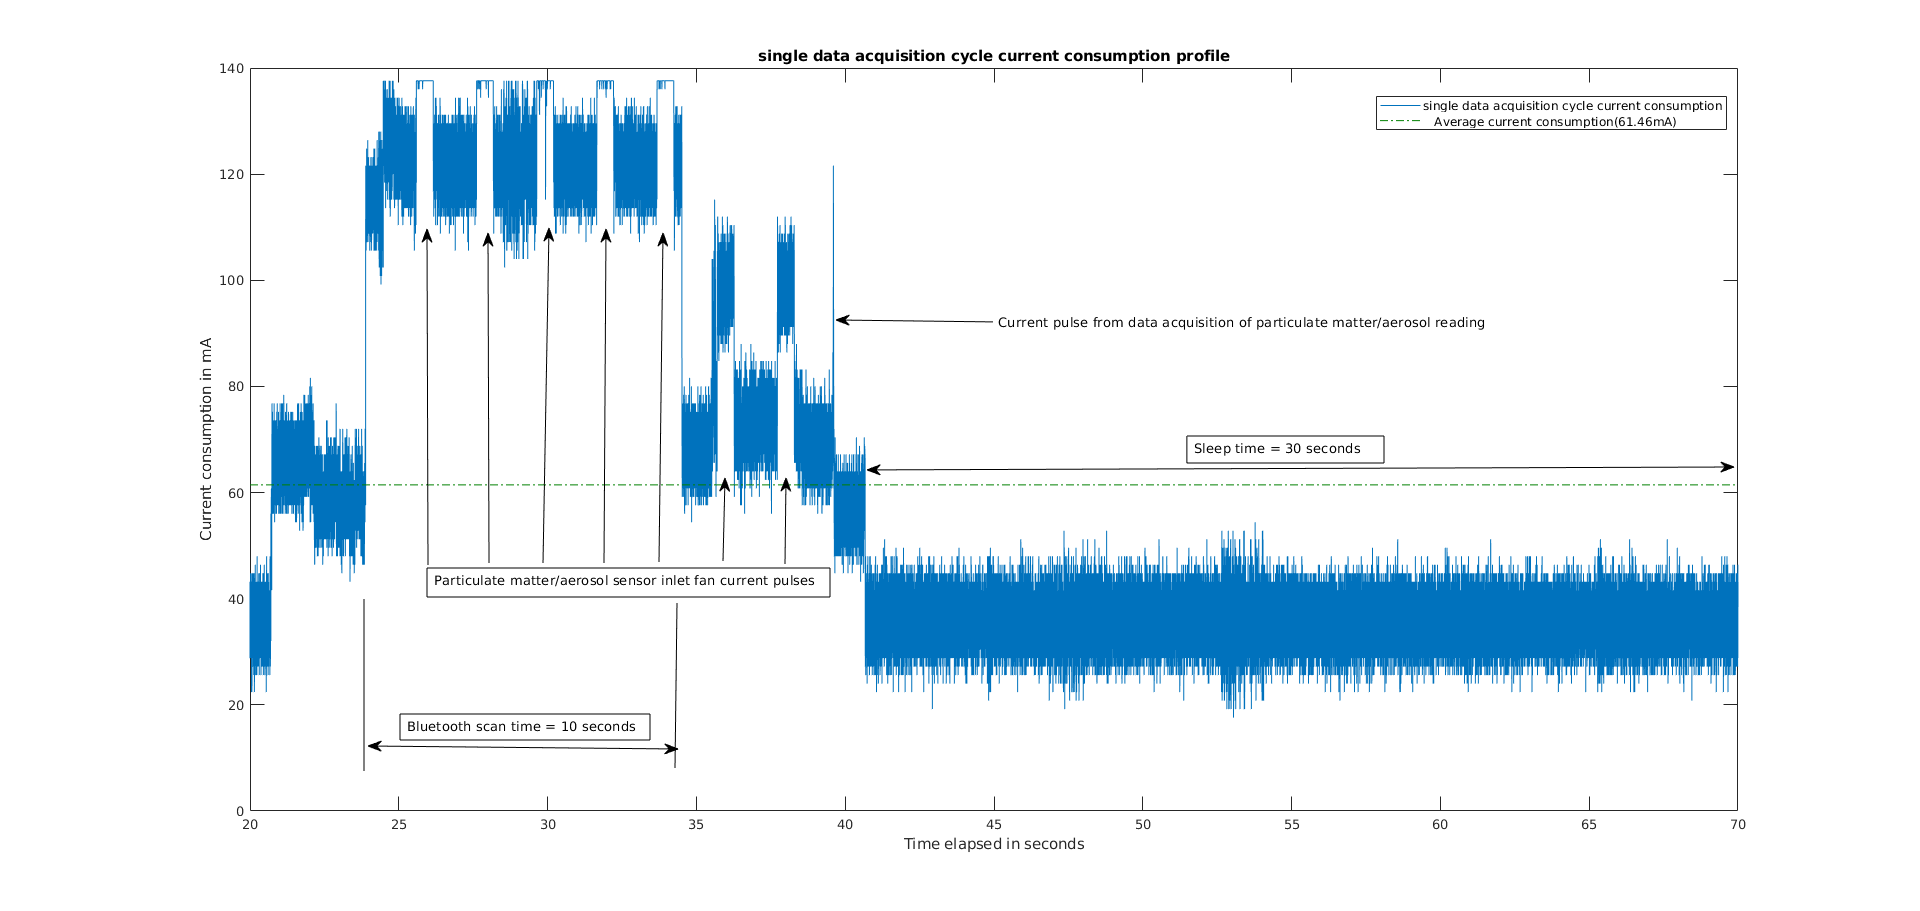 single data acquisition cycle current consumption profile
140
120
100
80
60
40
20
0
Current consumption in mA
single data acquisition cycle current consumption
Average current consumption(61.46mA)
Current pulse from data acquisition of particulate matter/aerosol reading
Sleep time = 30 seconds
Particulate matter/aerosol sensor inlet fan current pulses
Bluetooth scan time = 10 seconds
20 25 30 35 40 45 50 55 60 65 70
Time elapsed in seconds